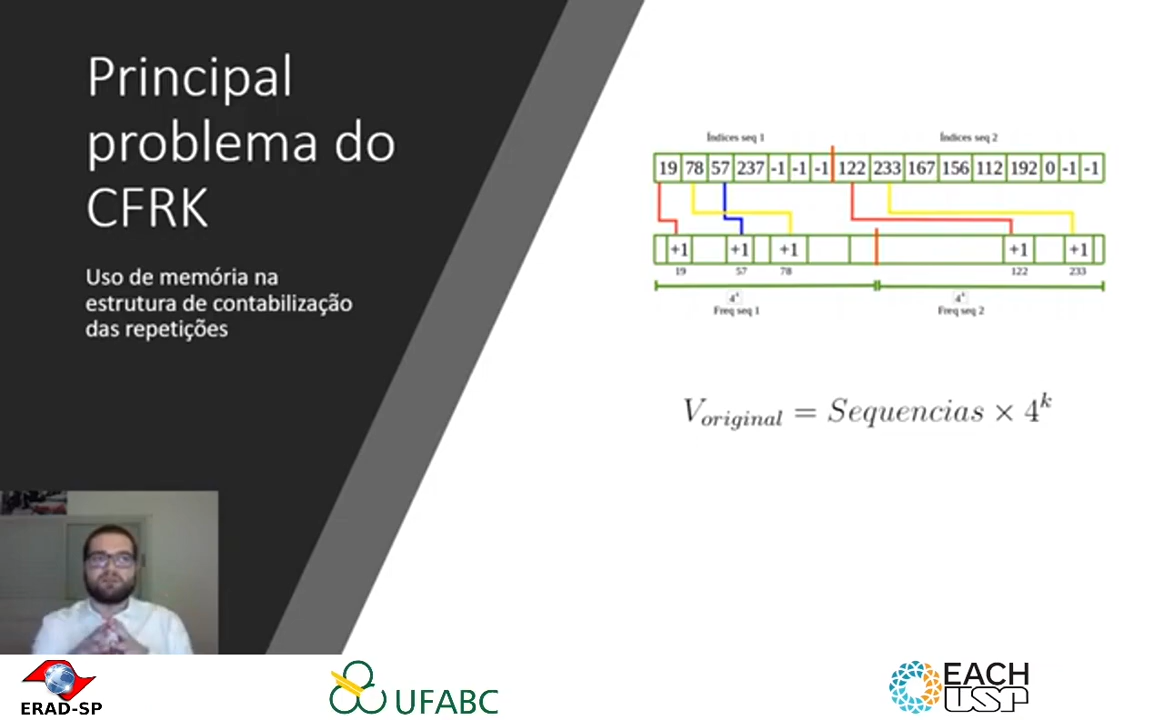 Principal
problema do
CFRK
Uso de memória na
estrutura de contabilização
das repetições
Índices seq 1 Índices seq 2
19 78 57 237 -1 -1 -1 122 233 167 156 112 192 0 -1 -1
+1 +1 +1 +1 +1
19 57 78 122 233
4^k 4^k
Freq seq 1 Freq seq 2
V_original = Sequencias × 4^k
ERAD-SP
UFABC
EACH
USP